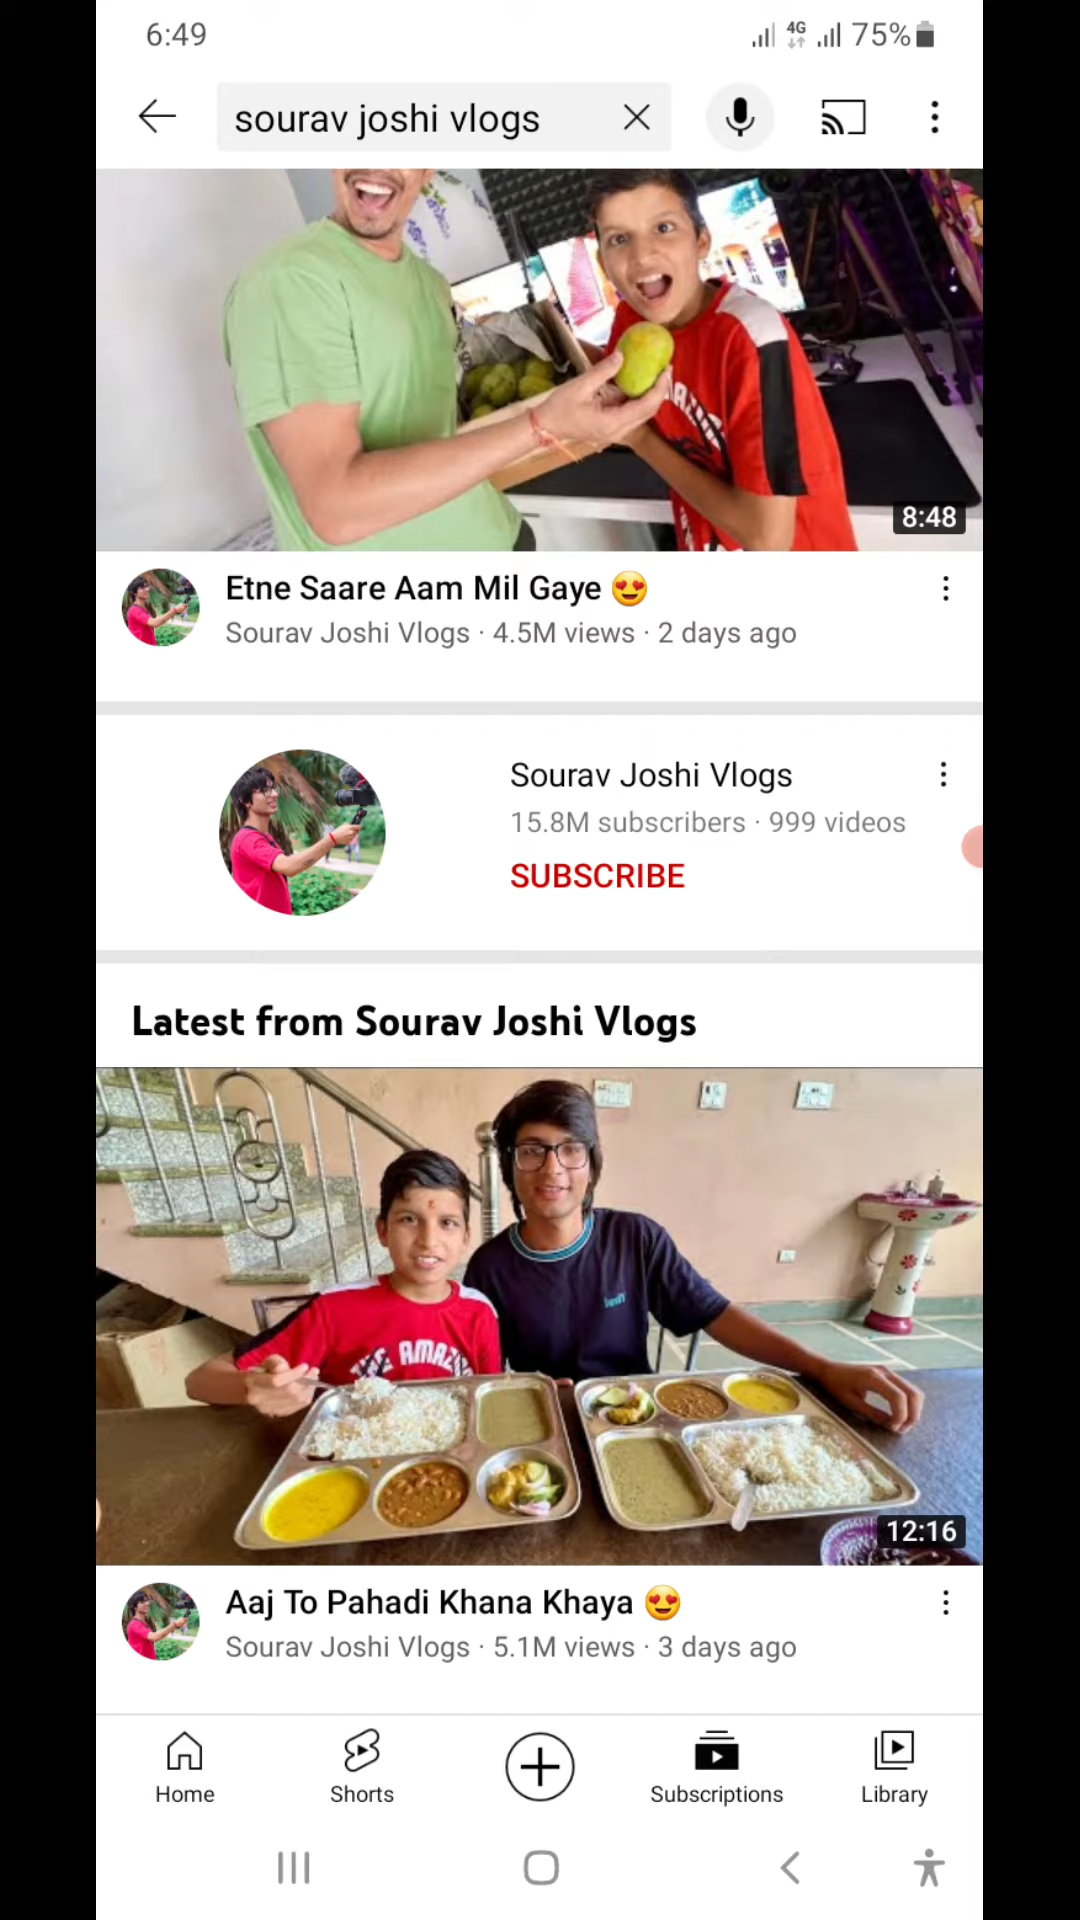 6:49
4G 75%
sourav joshi vlogs
8:48
Etne Saare Aam Mil Gaye 😍
Sourav Joshi Vlogs · 4.5M views · 2 days ago
Sourav Joshi Vlogs
15.8M subscribers · 999 videos
SUBSCRIBE
Latest from Sourav Joshi Vlogs
12:16
Aaj To Pahadi Khana Khaya 😍
Sourav Joshi Vlogs · 5.1M views · 3 days ago
Home
Shorts
Subscriptions
Library